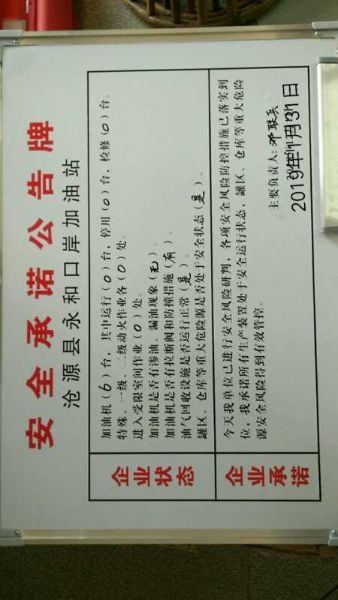 安全承诺公告牌
沧源县永和口岸加油站
企业状态
加油机(6)台，其中运行(0)台，停用(0)台，检修(0)台。
特殊、一级、二级动火作业各(0)处。
进入受限空间作业(0)处。
加油机是否有渗油、漏油现象(无)。
加油机是否有拉断阀和防撞措施(有)。
油气回收设施是否运行正常(是)。
罐区、仓库等重大危险源是否处于安全状态(是)。
企业承诺
今天我单位已进行安全风险研判，各项安全风险防控措施已落实到
位，我承诺所有生产装置处于安全运行状态，罐区、仓库等重大危险
源安全风险得到有效管控。
主要负责人:邓联兵
2019年1月31日